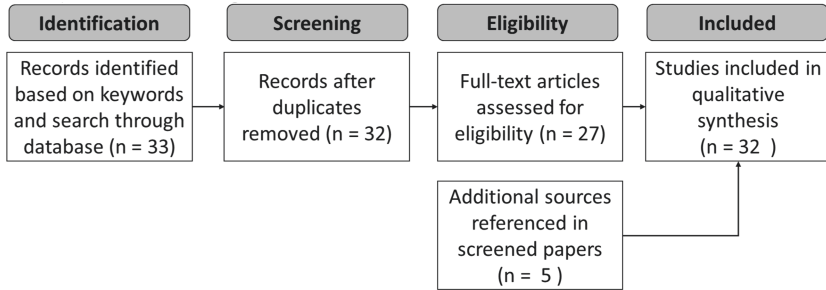 Identification
Records identified
based on keywords
and search through
database (n = 33)
Screening
Records after
duplicates
removed (n = 32)
Eligibility
Full-text articles
assessed for
eligibility (n = 27)
Additional sources
referenced in
screened papers
(n =  5 )
Included
Studies included in
qualitative
synthesis
(n = 32  )